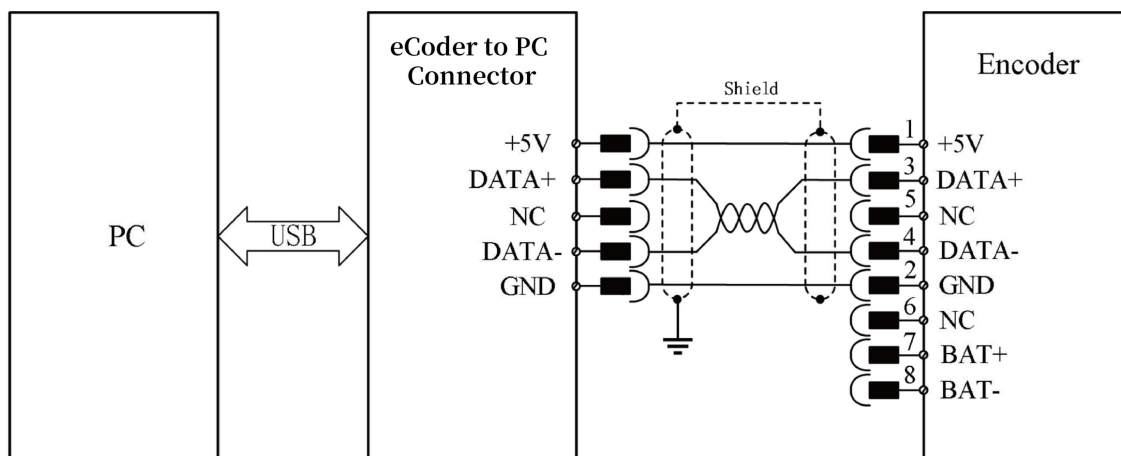 PC
USB
eCoder to PC
Connector
+5V
DATA+
NC
DATA-
GND
Shield
Encoder
1
+5V
3
DATA+
5
NC
4
DATA-
2
GND
6
NC
7
BAT+
8
BAT-